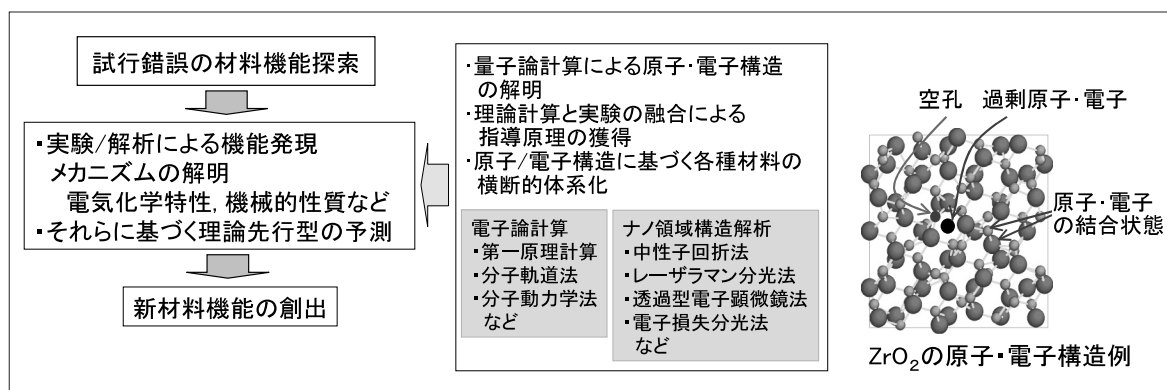 試行錯誤の材料機能探索
・実験/解析による機能発現
メカニズムの解明
電気化学特性, 機械的性質など
・それらに基づく理論先行型の予測
新材料機能の創出
・量子論計算による原子・電子構造
の解明
・理論計算と実験の融合による
指導原理の獲得
・原子/電子構造に基づく各種材料の
横断的体系化
電子論計算
・第一原理計算
・分子軌道法
・分子動力学法
など
ナノ領域構造解析
・中性子回折法
・レーザラマン分光法
・透過型電子顕微鏡法
・電子損失分光法
など
空孔 過剰原子・電子
原子・電子
の結合状態
ZrO₂の原子・電子構造例